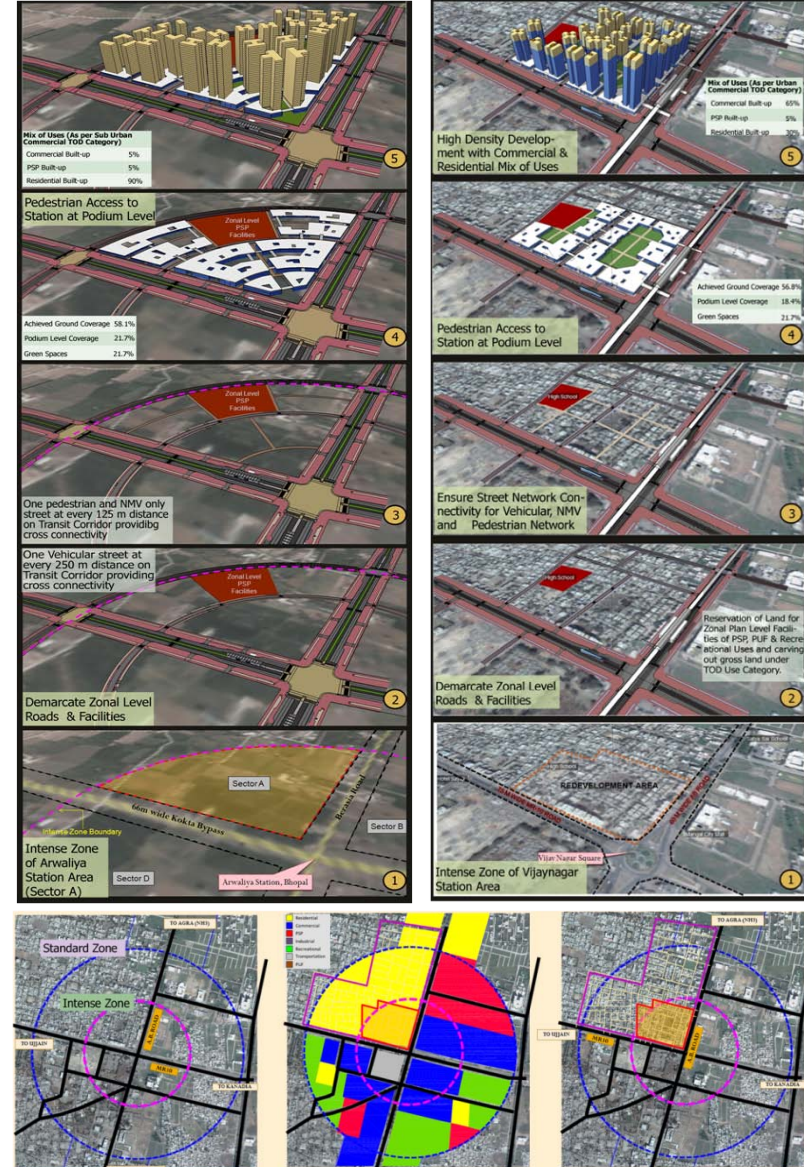 Mix of Uses (As per Sub Urban
Commercial TOD Category)
Commercial Built-up 5%
PSP Built-up 5%
Residential Built-up 90%
5
Pedestrian Access to
Station at Podium Level
Zonal Level
PSP
Facilities
Achieved Ground Coverage 58.1%
Podium Level Coverage 21.7%
Green Spaces 21.7%
4
Zonal Level
PSP
Facilities
One pedestrian and NMV only
street at every 125 m distance
on Transit Corridor providibg
cross connectivity
3
One Vehicular street at
every 250 m distance on
Transit Corridor providing
cross connectivity
Zonal Level
PSP
Facilities
Demarcate Zonal Level
Roads & Facilities
2
Sector A
66m wide Kokta Bypass
Berasia Road
Intense Zone Boundary
Sector B
Intense Zone
of Arwaliya
Station Area
(Sector A)
Sector D
Arwaliya Station, Bhopal
1
Mix of Uses (As per Urban
Commercial TOD Category)
Commercial Built-up 65%
PSP Built-up 5%
Residential Built-up 30%
High Density Develop-
ment with Commercial &
Residential Mix of Uses
5
Achieved Ground Coverage 56.8%
Podium Level Coverage 18.4%
Green Spaces 21.7%
Pedestrian Access to
Station at Podium Level
4
High School
Ensure Street Network Con-
nectivity for Vehicular, NMV
and Pedestrian Network
3
High School
Reservation of Land for
Zonal Plan Level Facili-
ties of PSP, PUF & Recre
ational Uses and carving
out gross land under
TOD Use Category.
Demarcate Zonal Level
Roads & Facilities
2
REDEVELOPMENT AREA
Vijay Nagar Square
Intense Zone of Vijaynagar
Station Area
1
TO AGRA (NH3)
Standard Zone
Intense Zone
A.B. ROAD
TO UJJAIN
MR10
TO KANADIA
Residential
Commercial
PSP
Industrial
Recreational
Transportation
PUF
TO AGRA (NH3)
TO UJJAIN
MR10
A.B. ROAD
TO KANADIA